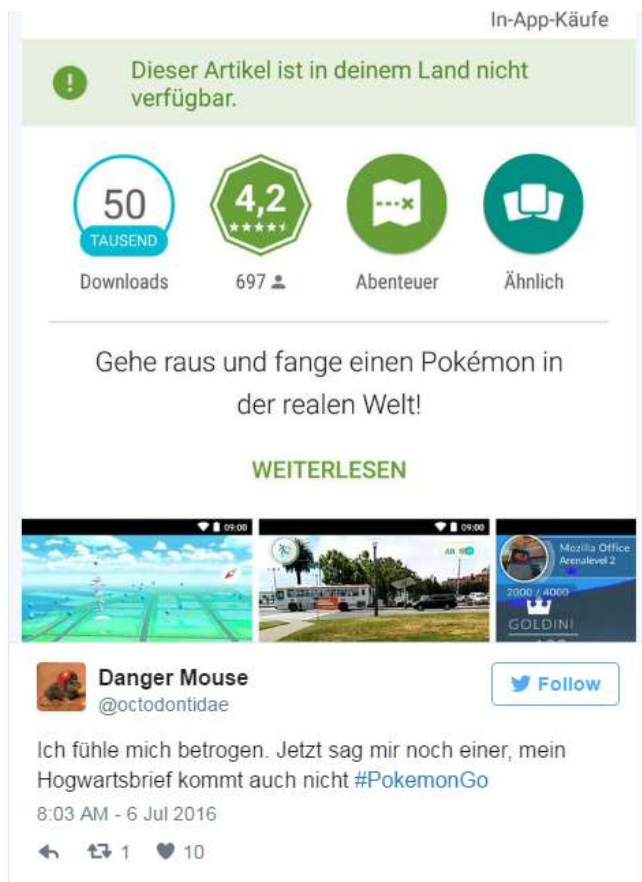 In-App-Käufe
Dieser Artikel ist in deinem Land nicht
verfügbar.
50
TAUSEND
Downloads
4,2
697
Abenteuer
Ähnlich
Gehe raus und fange einen Pokémon in
der realen Welt!
WEITERLESEN
09:00
09:00
AR
Mozilla Office
Arenalevel 2
2000 / 4000
GOLDINI
Danger Mouse
@octodontidae
Follow
Ich fühle mich betrogen. Jetzt sag mir noch einer, mein
Hogwartsbrief kommt auch nicht #PokemonGo
8:03 AM - 6 Jul 2016
1
10